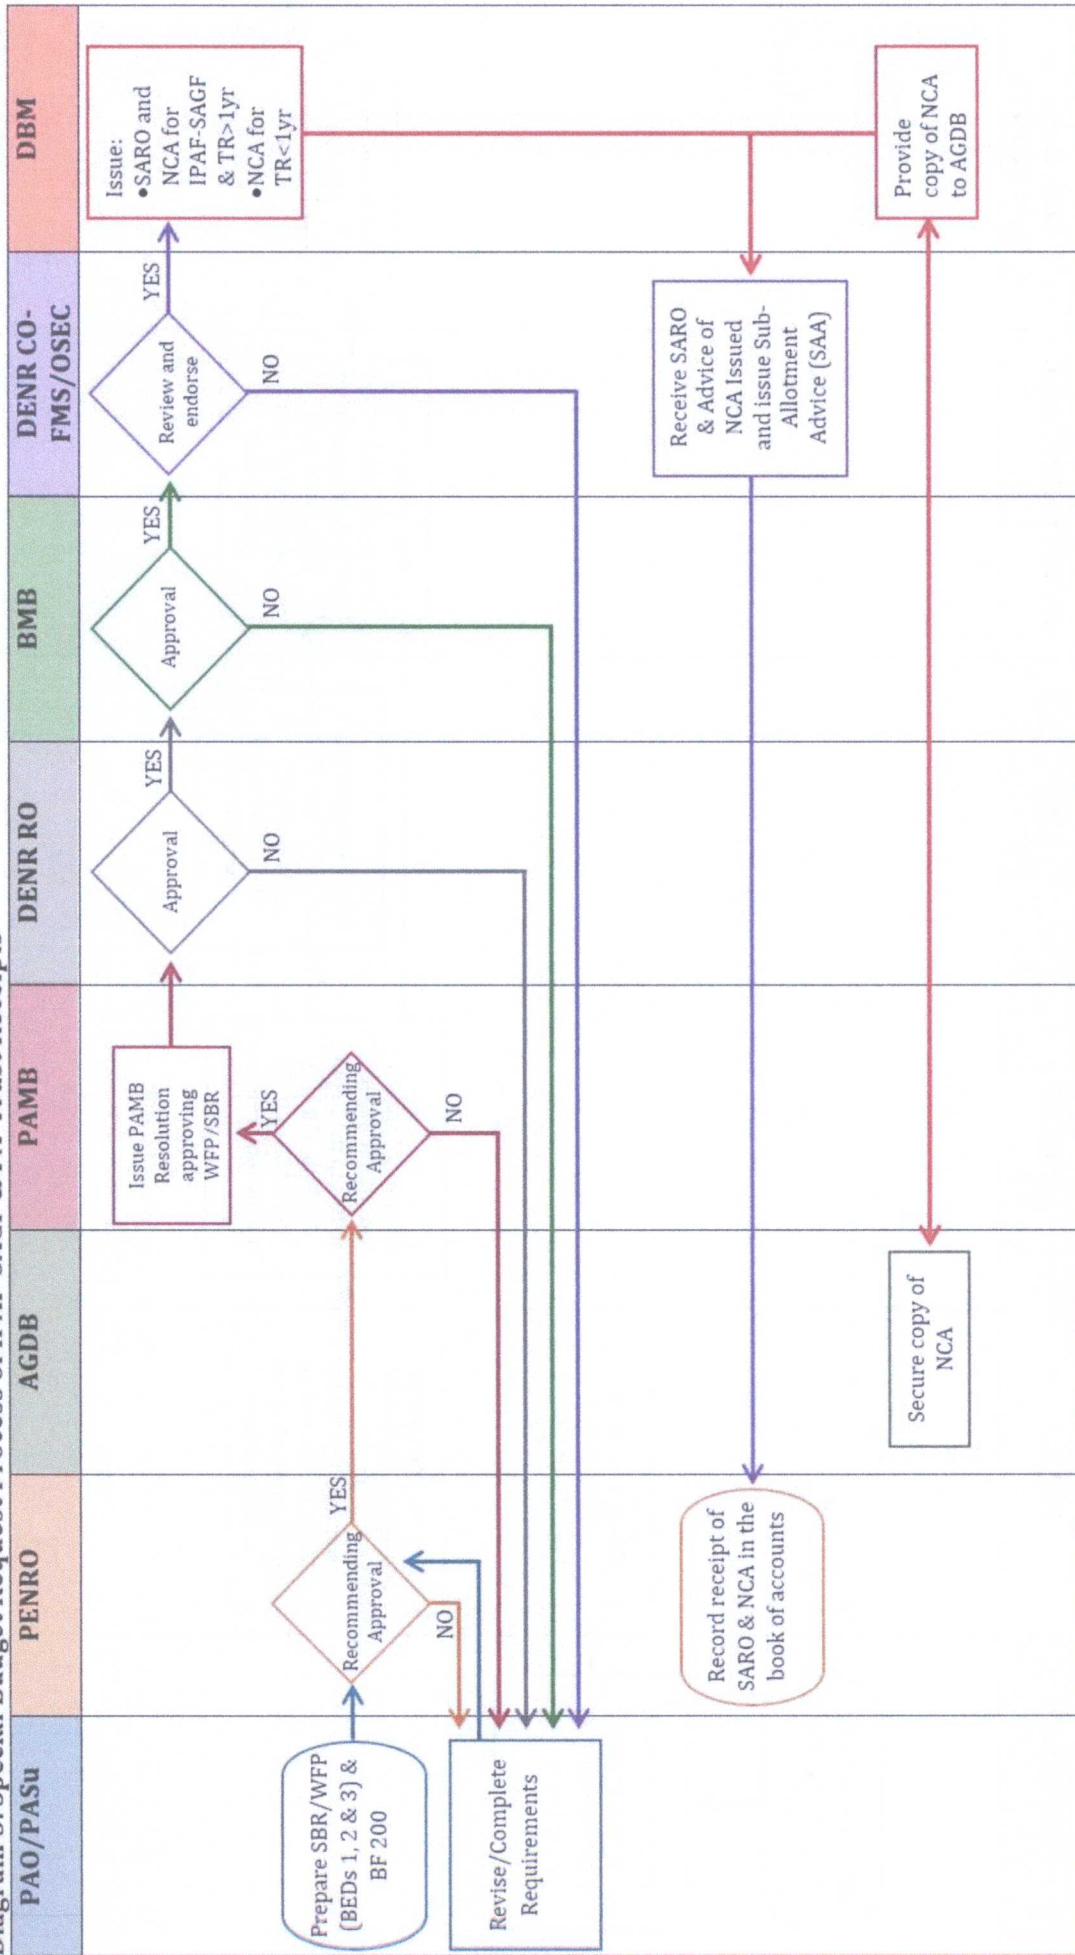 PAO/PASu
PENRO
AGDB
PAMB
DENR RO
BMB
DENR CO-
FMS/OSEC
DBM
Prepare SBR/WFP
(BEDs 1, 2 & 3) &
BF 200
Revise/Complete
Requirements
Recommending
Approval
YES
NO
Record receipt of
SARO & NCA in the
book of accounts
Secure copy of
NCA
Issue PAMB
Resolution
approving
WFP/SBR
YES
Recommending
Approval
NO
Approval
YES
NO
Approval
YES
NO
Review and
endorse
YES
NO
Receive SARO
& Advice of
NCA Issued
and issue Sub-
Allotment
Advice (SAA)
Issue:
•SARO and
NCA for
IPAF-SAGF
& TR>1yr
•NCA for
TR<1yr
Provide
copy of NCA
to AGDB